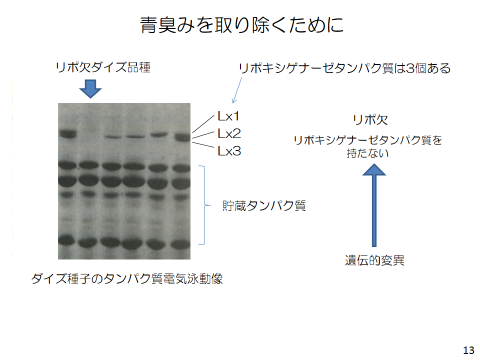 青臭みを取り除くために
リポ欠ダイズ品種
リポキシゲナーゼタンパク質は3個ある
Lx1
Lx2
Lx3
リポ欠
リポキシゲナーゼタンパク質を
持たない
貯蔵タンパク質
遺伝的変異
ダイズ種子のタンパク質電気泳動像
13